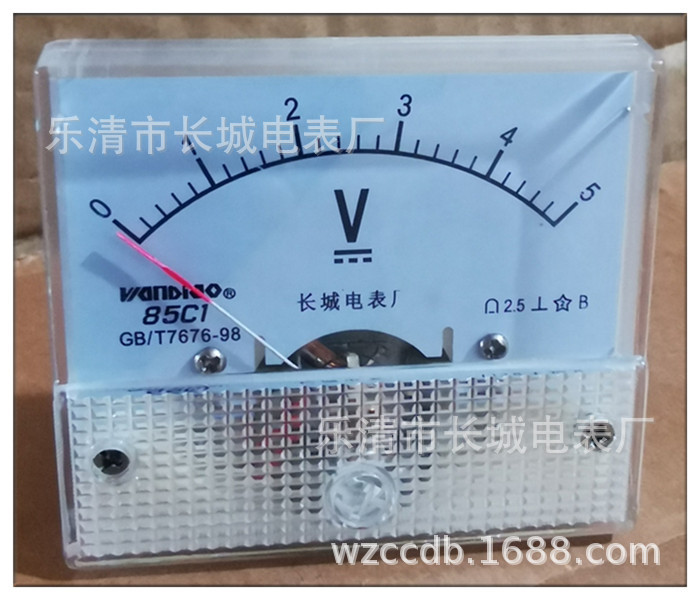 乐清市长城电表厂
0 1 2 3 4 5
V
WANDIAO®
长城电表厂
2.5 B
85C1
GB/T7676-98
乐清市长城电表厂
wzccdb.1688.com